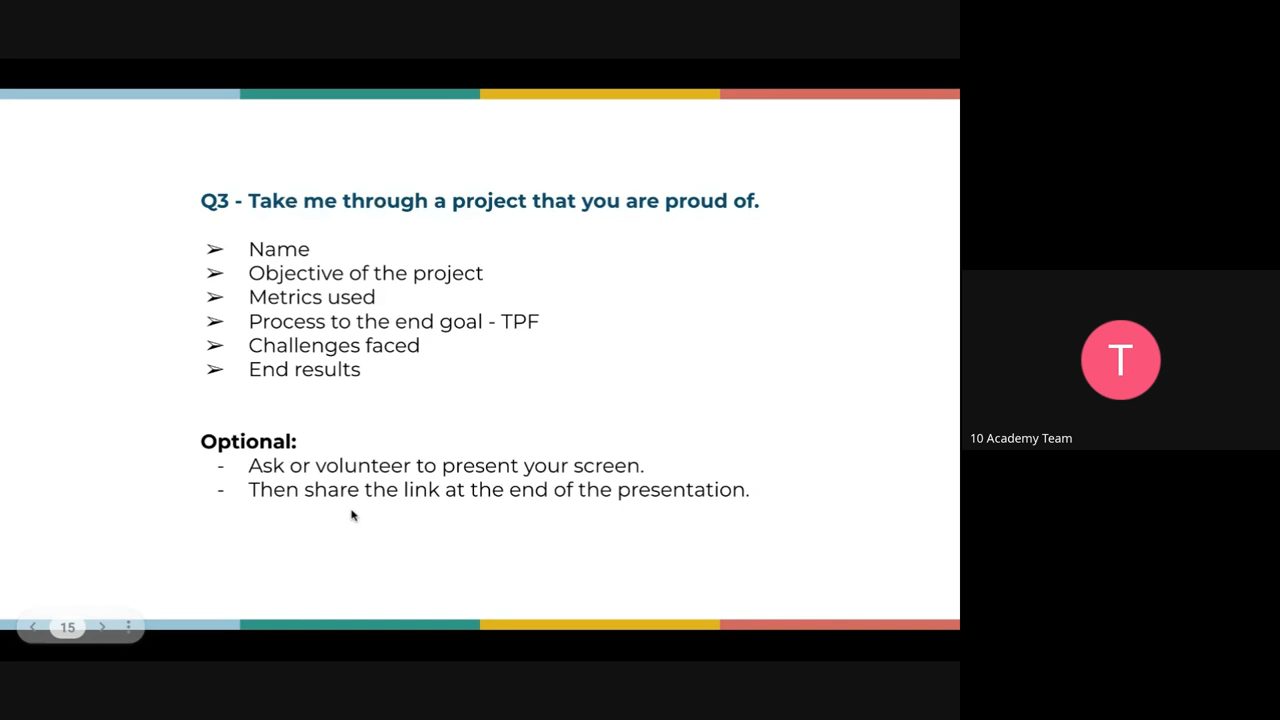 Q3 - Take me through a project that you are proud of.
➢ Name
➢ Objective of the project
➢ Metrics used
➢ Process to the end goal - TPF
➢ Challenges faced
➢ End results
Optional:
- Ask or volunteer to present your screen.
- Then share the link at the end of the presentation.
15
T
10 Academy Team